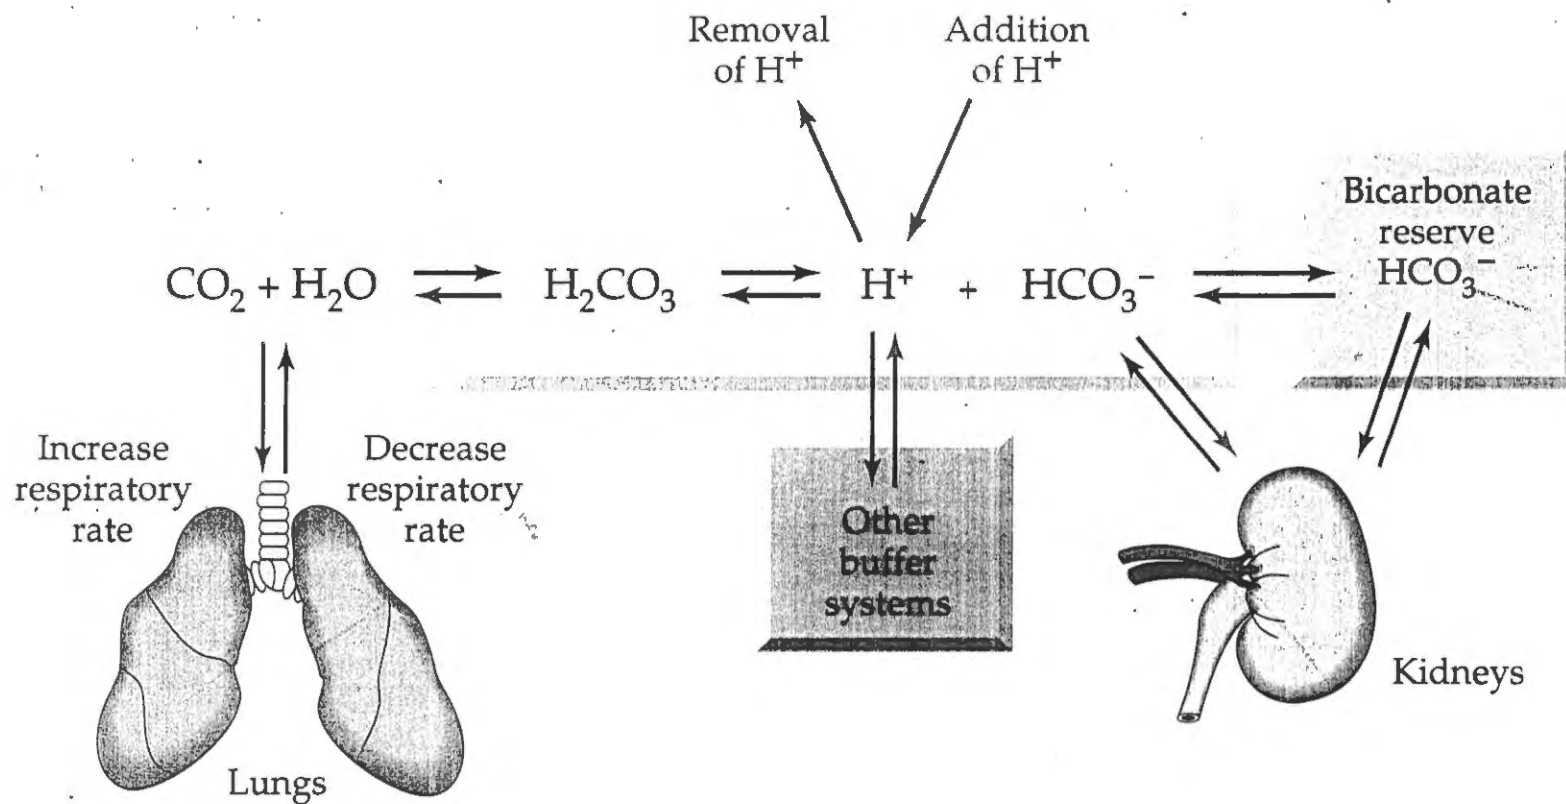 Removal
of H⁺
Addition
of H⁺
Bicarbonate
reserve
HCO₃⁻
CO₂ + H₂O
H₂CO₃
H⁺ + HCO₃⁻
Increase
respiratory
rate
Decrease
respiratory
rate
Other
buffer
systems
Lungs
Kidneys